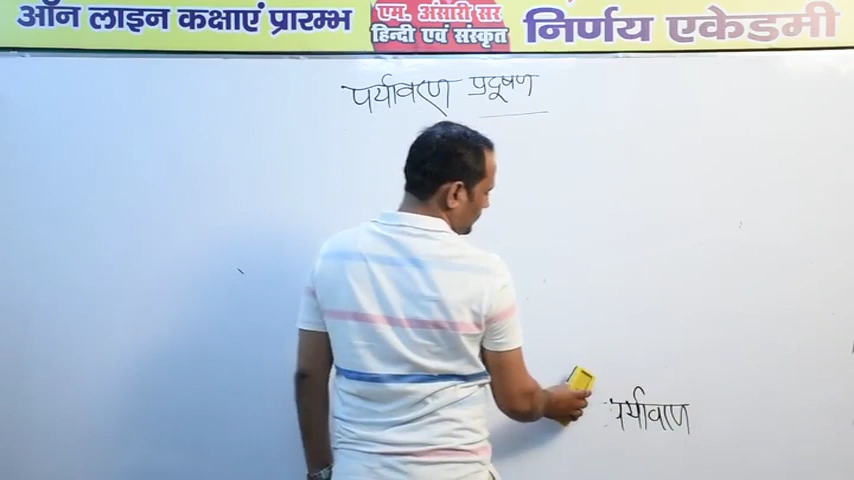 ऑन लाइन कक्षाएं प्रारम्भ
एम. अंसारी सर
हिन्दी एवं संस्कृत
निर्णय एकेडमी
पर्यावरण प्रदूषण
पर्यावरण